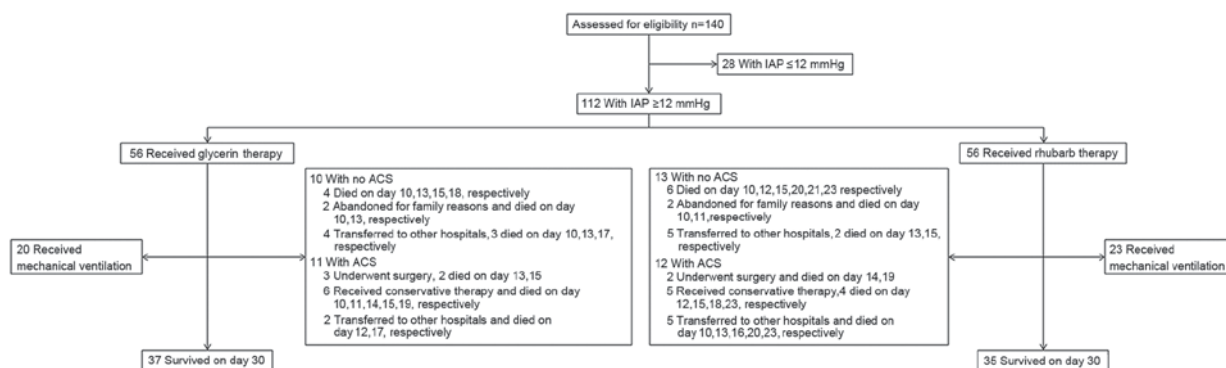 Assessed for eligibility n=140
28 With IAP ≤12 mmHg
112 With IAP ≥12 mmHg
56 Received glycerin therapy
56 Received rhubarb therapy
10 With no ACS
4 Died on day 10,13,15,18, respectively
2 Abandoned for family reasons and died on day
10,13, respectively
4 Transferred to other hospitals, 3 died on day 10,13,17,
respectively
11 With ACS
3 Underwent surgery, 2 died on day 13,15
6 Received conservative therapy and died on day
10,11,14,15,19, respectively
2 Transferred to other hospitals and died on
day12,17, respectively
13 With no ACS
6 Died on day 10,12,15,20,21,23 respectively
2 Abandoned for family reasons and died on day
10,11,respectively
5 Transferred to other hospitals, 2 died on day 13,15,
respectively
12 With ACS
2 Underwent surgery and died on day 14,19
5 Received conservative therapy,4 died on day
12,15,18,23, respectively
5 Transferred to other hospitals and died on
day10,13,16,20,23, respectively
20 Received
mechanical ventilation
23 Received
mechanical ventilation
37 Survived on day 30
35 Survived on day 30